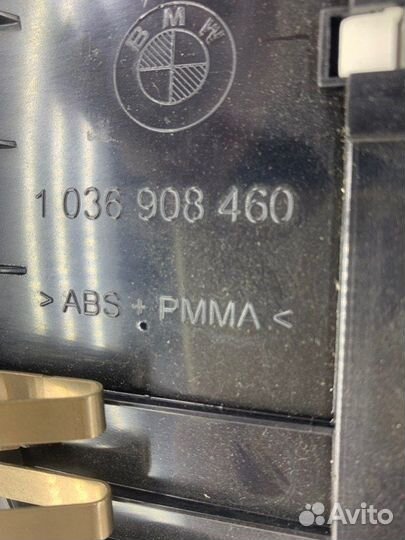 BMW
1 036 908 460
> ABS + PMMA <
Avito